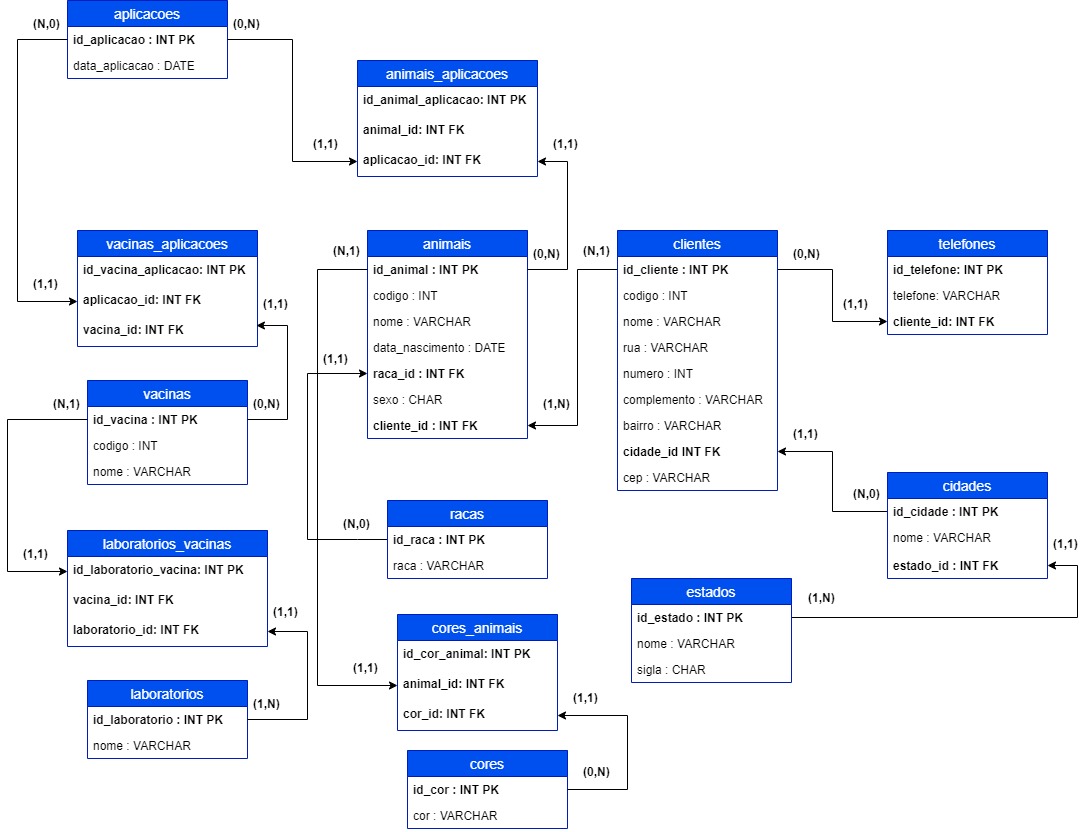 aplicacoes
id_aplicacao : INT PK
data_aplicacao : DATE
(N,0)
(0,N)
animais_aplicacoes
id_animal_aplicacao: INT PK
animal_id: INT FK
aplicacao_id: INT FK
(1,1)
(1,1)
vacinas_aplicacoes
id_vacina_aplicacao: INT PK
aplicacao_id: INT FK
vacina_id: INT FK
(1,1)
(1,1)
animais
id_animal : INT PK
codigo : INT
nome : VARCHAR
data_nascimento : DATE
raca_id : INT FK
sexo : CHAR
cliente_id : INT FK
(N,1)
(0,N)
(1,1)
(1,N)
clientes
id_cliente : INT PK
codigo : INT
nome : VARCHAR
rua : VARCHAR
numero : INT
complemento : VARCHAR
bairro : VARCHAR
cidade_id INT FK
cep : VARCHAR
(N,1)
(0,N)
(1,1)
telefones
id_telefone: INT PK
telefone: VARCHAR
cliente_id: INT FK
(1,1)
vacinas
id_vacina : INT PK
codigo : INT
nome : VARCHAR
(N,1)
(0,N)
cidades
id_cidade : INT PK
nome : VARCHAR
estado_id : INT FK
(N,0)
(1,1)
racas
id_raca : INT PK
raca : VARCHAR
(N,0)
laboratorios_vacinas
id_laboratorio_vacina: INT PK
vacina_id: INT FK
laboratorio_id: INT FK
(1,1)
(1,1)
estados
id_estado : INT PK
nome : VARCHAR
sigla : CHAR
(1,N)
cores_animais
id_cor_animal: INT PK
animal_id: INT FK
cor_id: INT FK
(1,1)
(1,1)
laboratorios
id_laboratorio : INT PK
nome : VARCHAR
(1,N)
cores
id_cor : INT PK
cor : VARCHAR
(0,N)